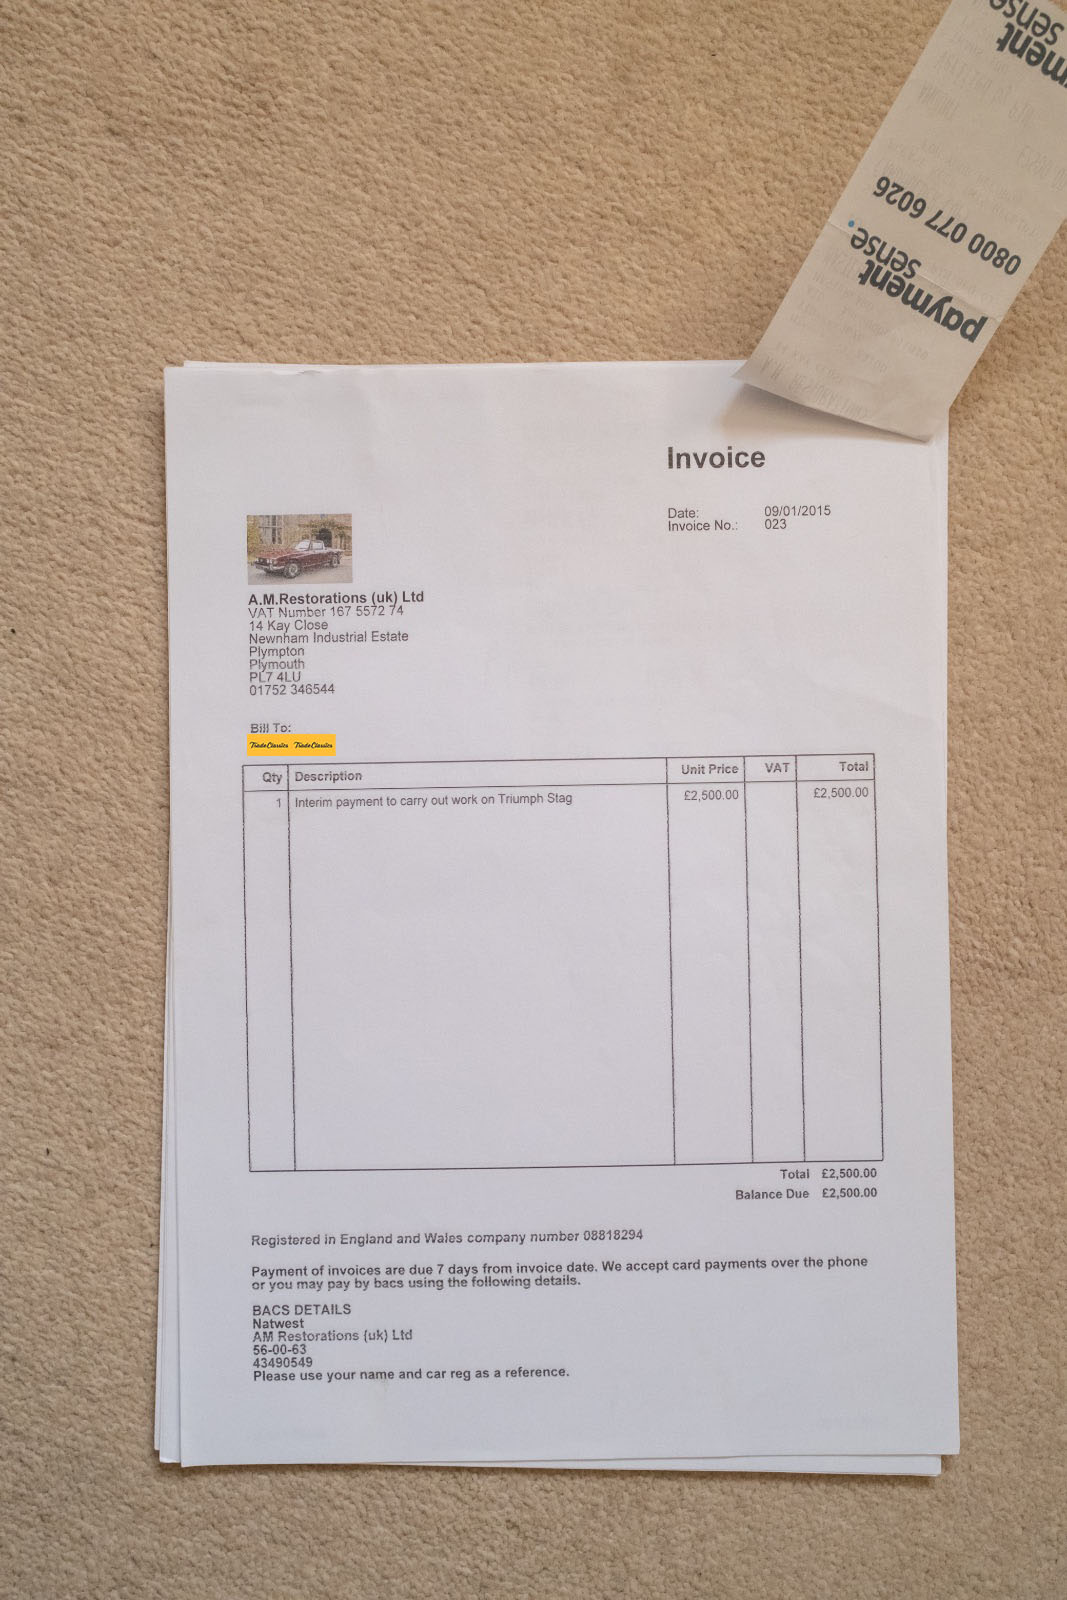 sense.
payment
0800 077 6026
sense.
payment
Invoice
Date: 09/01/2015
Invoice No.: 023
A.M.Restorations (uk) Ltd
VAT Number 167 5572 74
14 Kay Close
Newnham Industrial Estate
Plympton
Plymouth
PL7 4LU
01752 346544
Bill To:
TradeClassics TradeClassics
Qty Description Unit Price VAT Total
1 Interim payment to carry out work on Triumph Stag £2,500.00 £2,500.00
Total £2,500.00
Balance Due £2,500.00
Registered in England and Wales company number 08818294
Payment of invoices are due 7 days from invoice date. We accept card payments over the phone
or you may pay by bacs using the following details.
BACS DETAILS
Natwest
AM Restorations (uk) Ltd
56-00-63
43490549
Please use your name and car reg as a reference.